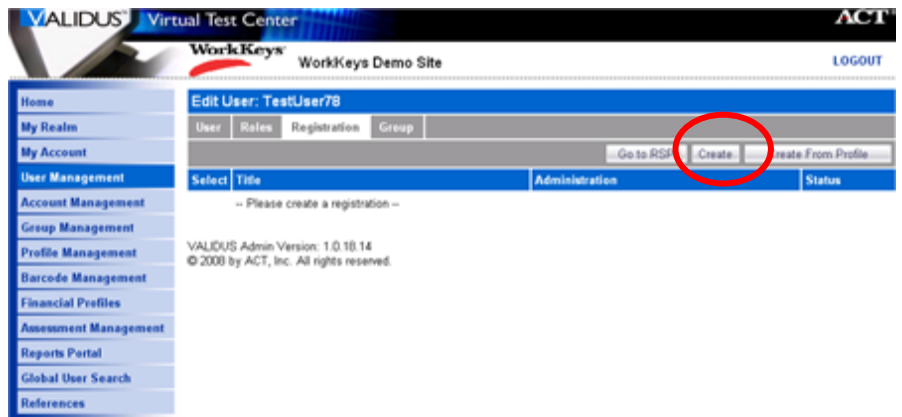 VALIDUS Virtual Test Center ACT
WorkKeys WorkKeys Demo Site LOGOUT
Home
My Realm
My Account
User Management
Account Management
Group Management
Profile Management
Barcode Management
Financial Profiles
Assessment Management
Reports Portal
Global User Search
References
Edit User: TestUser78
User Roles Registration Group
Go to RSP Create Create From Profile
Select Title Administration Status
-- Please create a registration --
VALIDUS Admin Version: 1.0.18.14
© 2008 by ACT, Inc. All rights reserved.